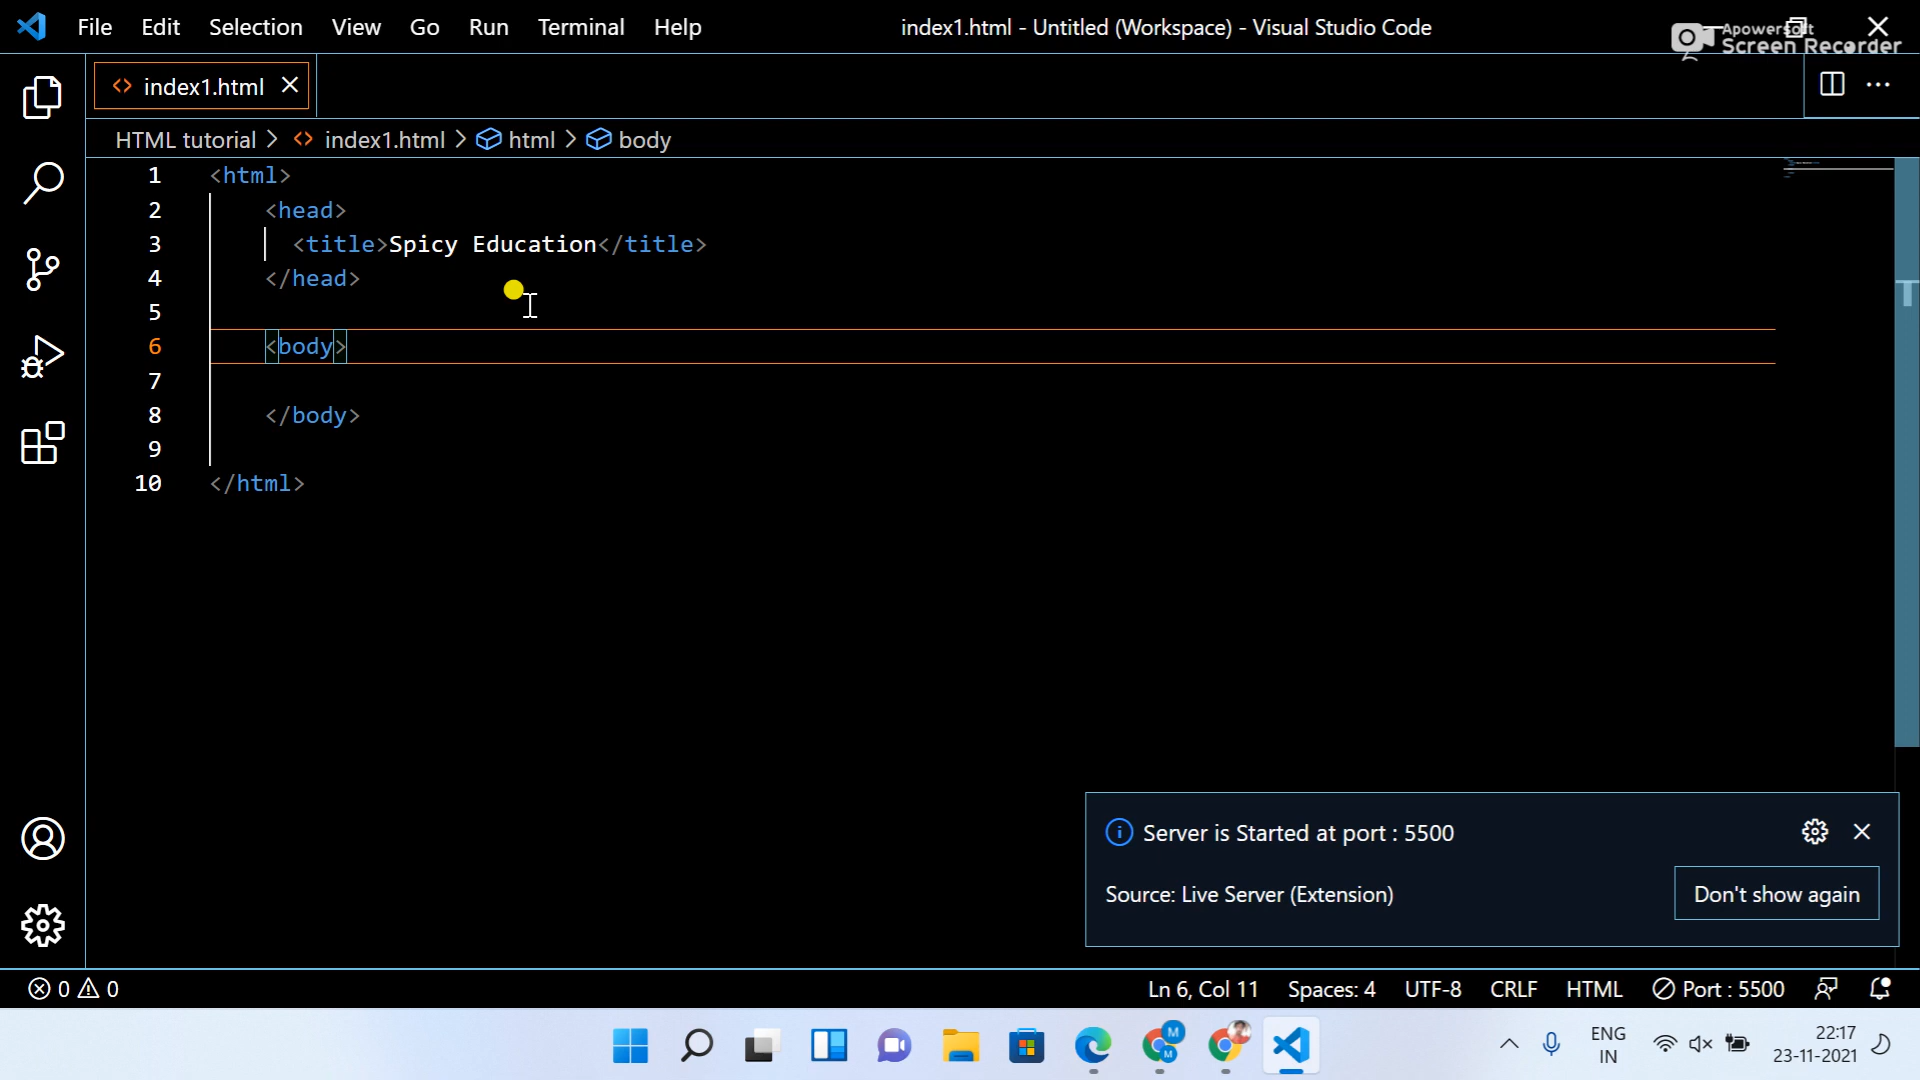 File Edit Selection View Go Run Terminal Help index1.html - Untitled (Workspace) - Visual Studio Code
Apowersoft
Screen Recorder
index1.html
HTML tutorial > index1.html > html > body
1 <html>
2 <head>
3 <title>Spicy Education</title>
4 </head>
5
6 <body>
7
8 </body>
9
10 </html>
Server is Started at port : 5500
Source: Live Server (Extension) Don't show again
0 0 Ln 6, Col 11 Spaces: 4 UTF-8 CRLF HTML Port : 5500
M
M
ENG
IN
22:17
23-11-2021